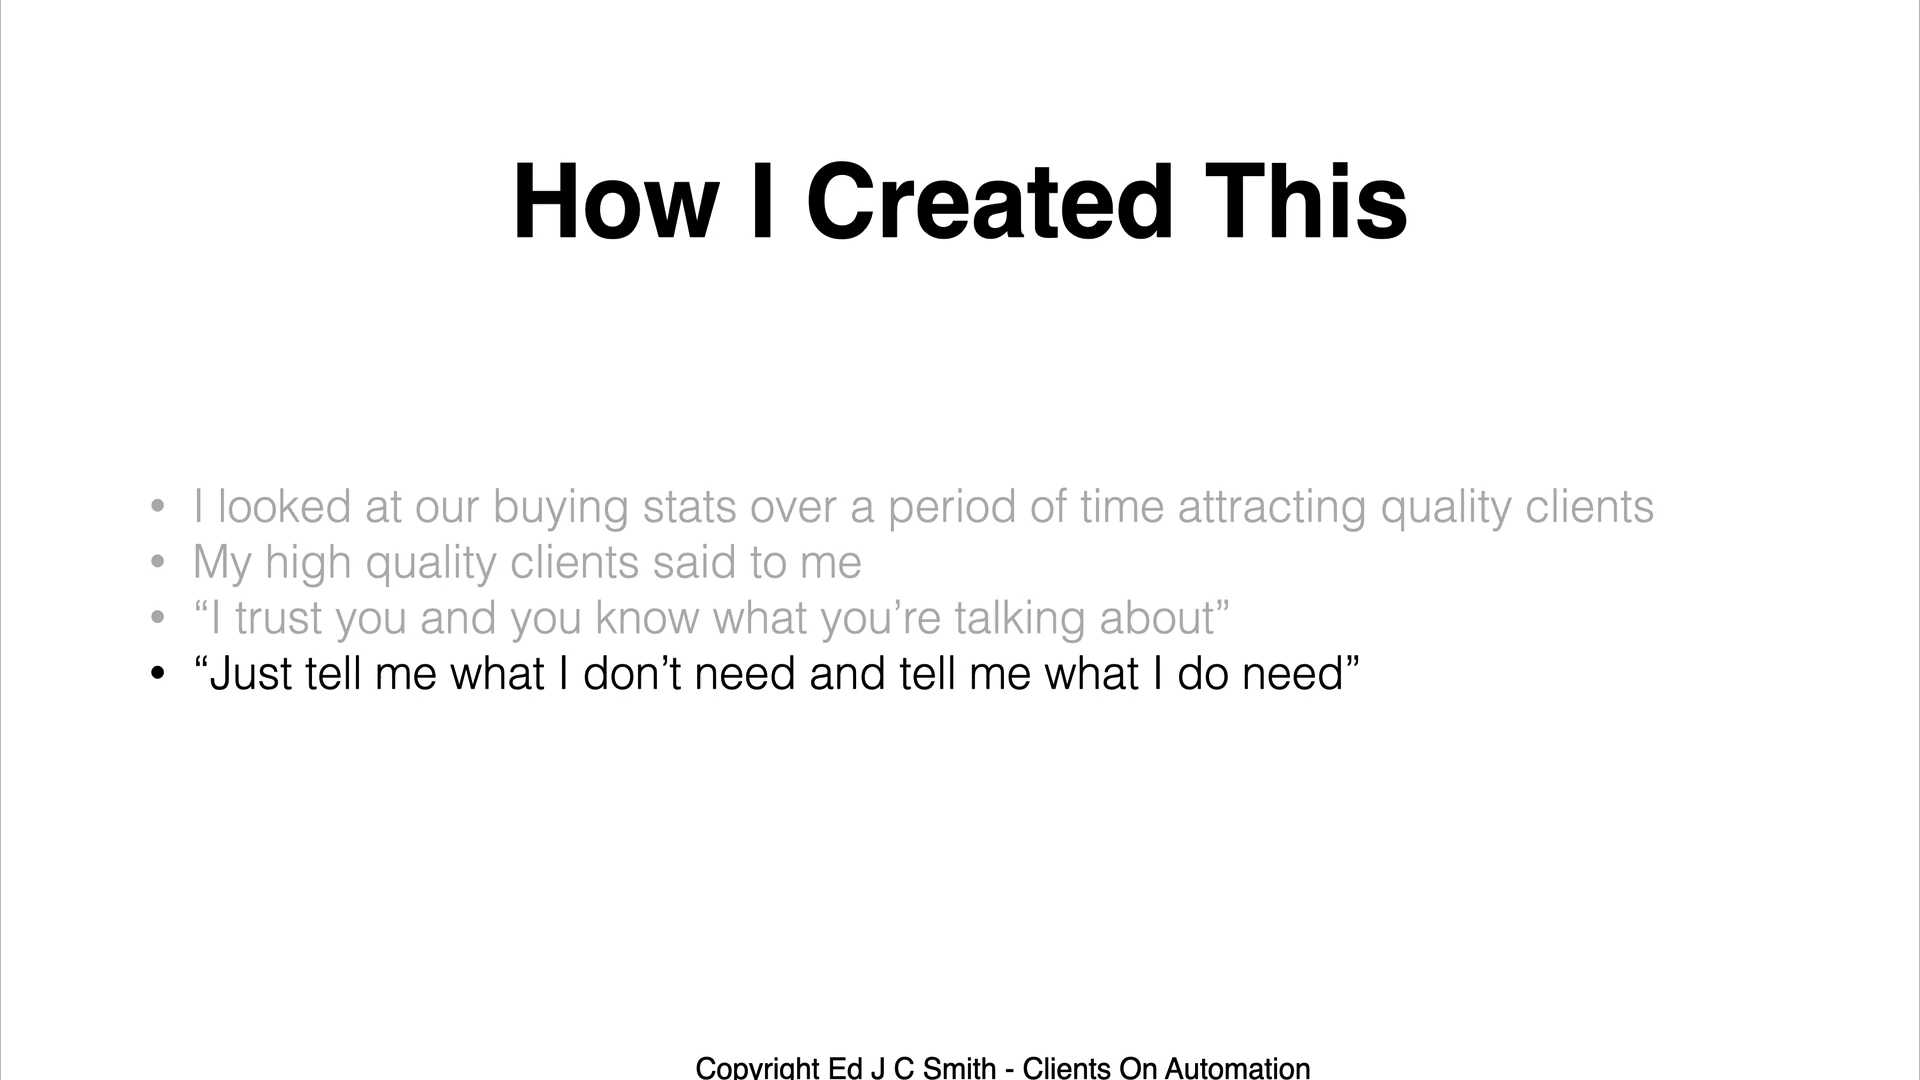 How I Created This
• I looked at our buying stats over a period of time attracting quality clients
• My high quality clients said to me
• “I trust you and you know what you’re talking about”
• “Just tell me what I don’t need and tell me what I do need”
Copyright Ed J C Smith - Clients On Automation